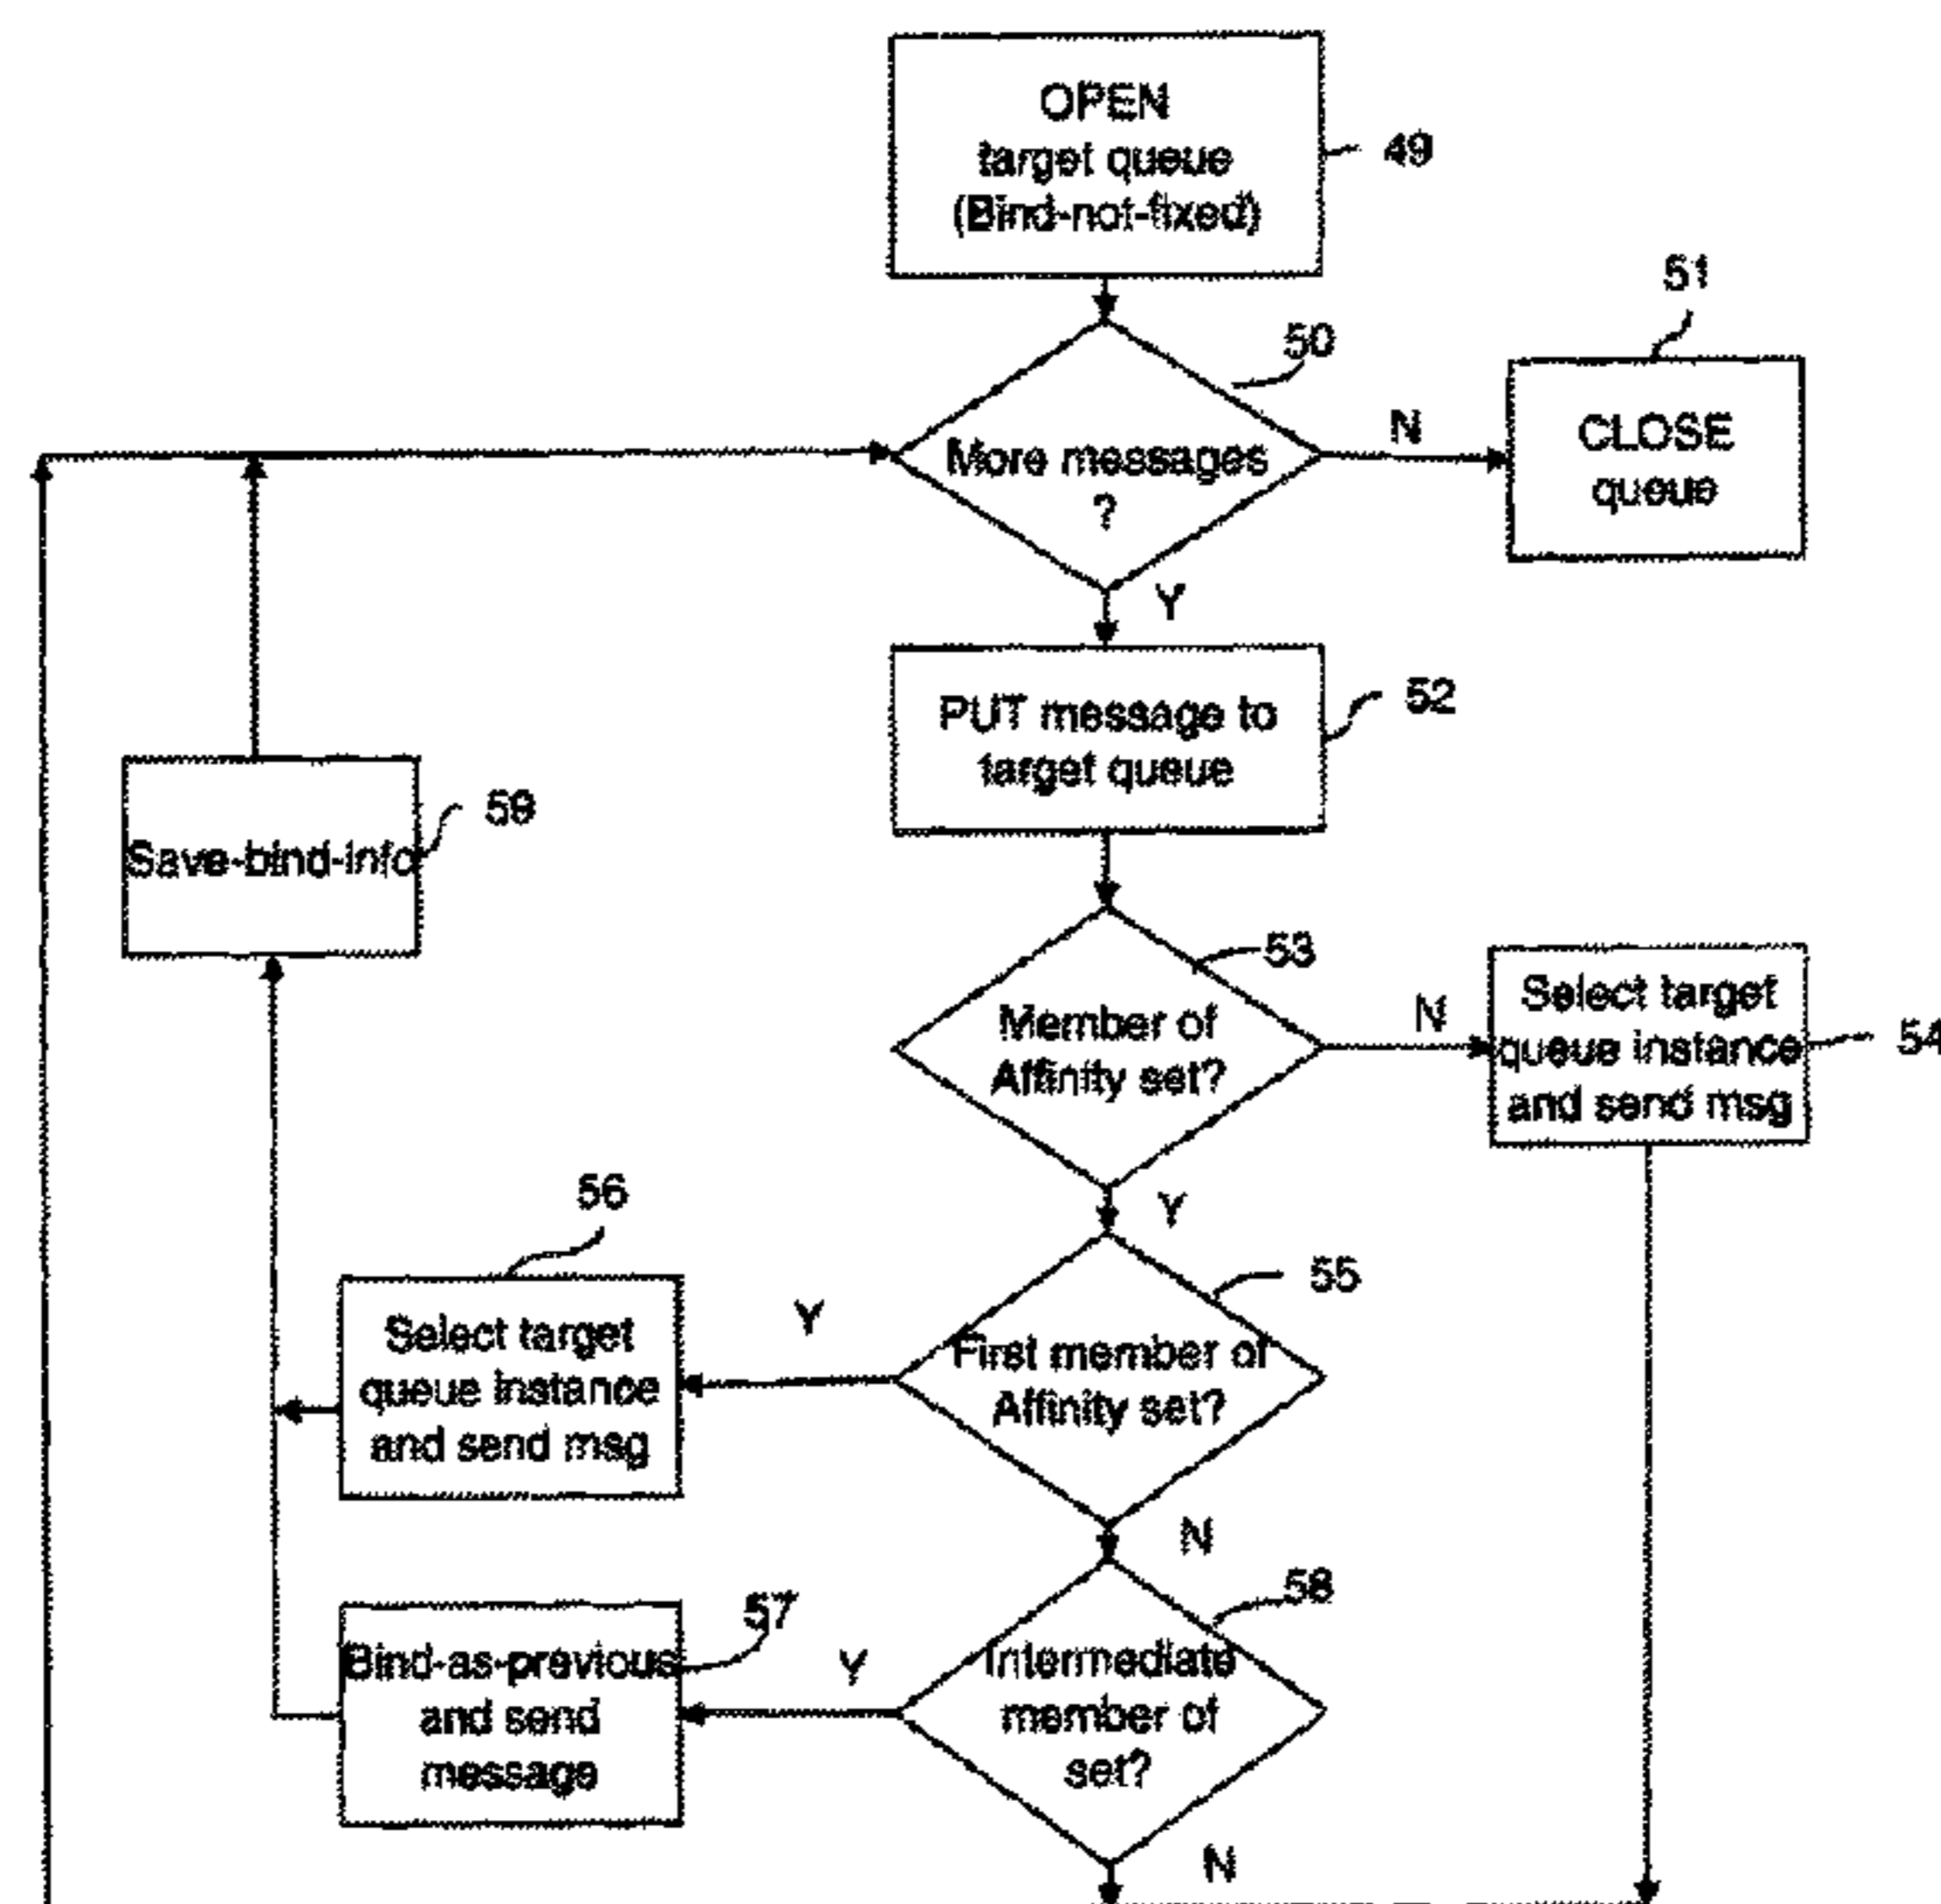 OPEN
target queue
(Bind-not-fixed)
49
51
50
More messages
?
N
CLOSE
queue
Y
PUT message to
target queue
52
Save-bind-info
59
53
Member of
Affinity set?
N
Select target
queue instance
and send msg
54
Y
56
Select target
queue instance
and send msg
Y
55
First member of
Affinity set?
N
57
Bind-as-previous
and send
message
Y
58
Intermediate
member of
set?
N